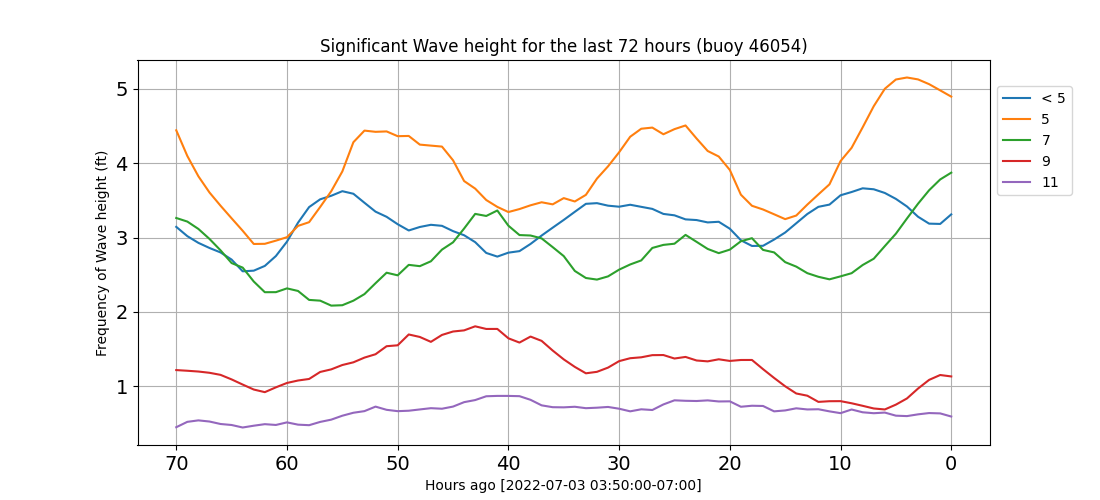 Significant Wave height for the last 72 hours (buoy 46054)
Frequency of Wave height (ft)
5
4
3
2
1
70 60 50 40 30 20 10 0
Hours ago [2022-07-03 03:50:00-07:00]
< 5
5
7
9
11